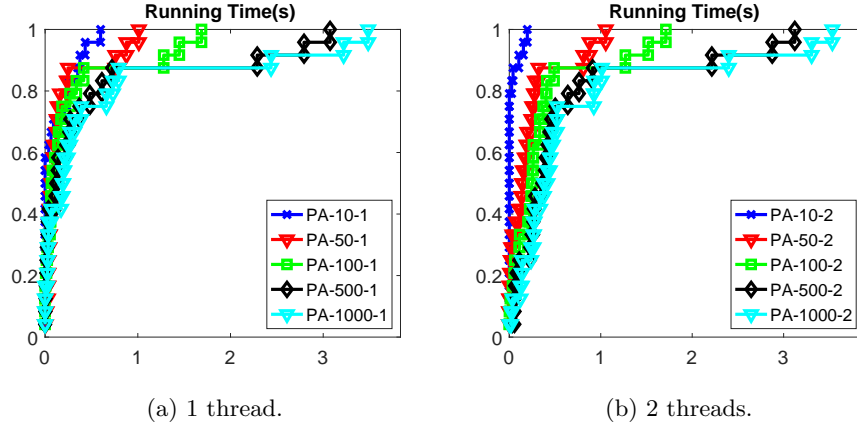 Running Time(s)
1
0.8
0.6
0.4
0.2
0
0
1
2
3
PA-10-1
PA-50-1
PA-100-1
PA-500-1
PA-1000-1
(a) 1 thread.
Running Time(s)
1
0.8
0.6
0.4
0.2
0
0
1
2
3
PA-10-2
PA-50-2
PA-100-2
PA-500-2
PA-1000-2
(b) 2 threads.